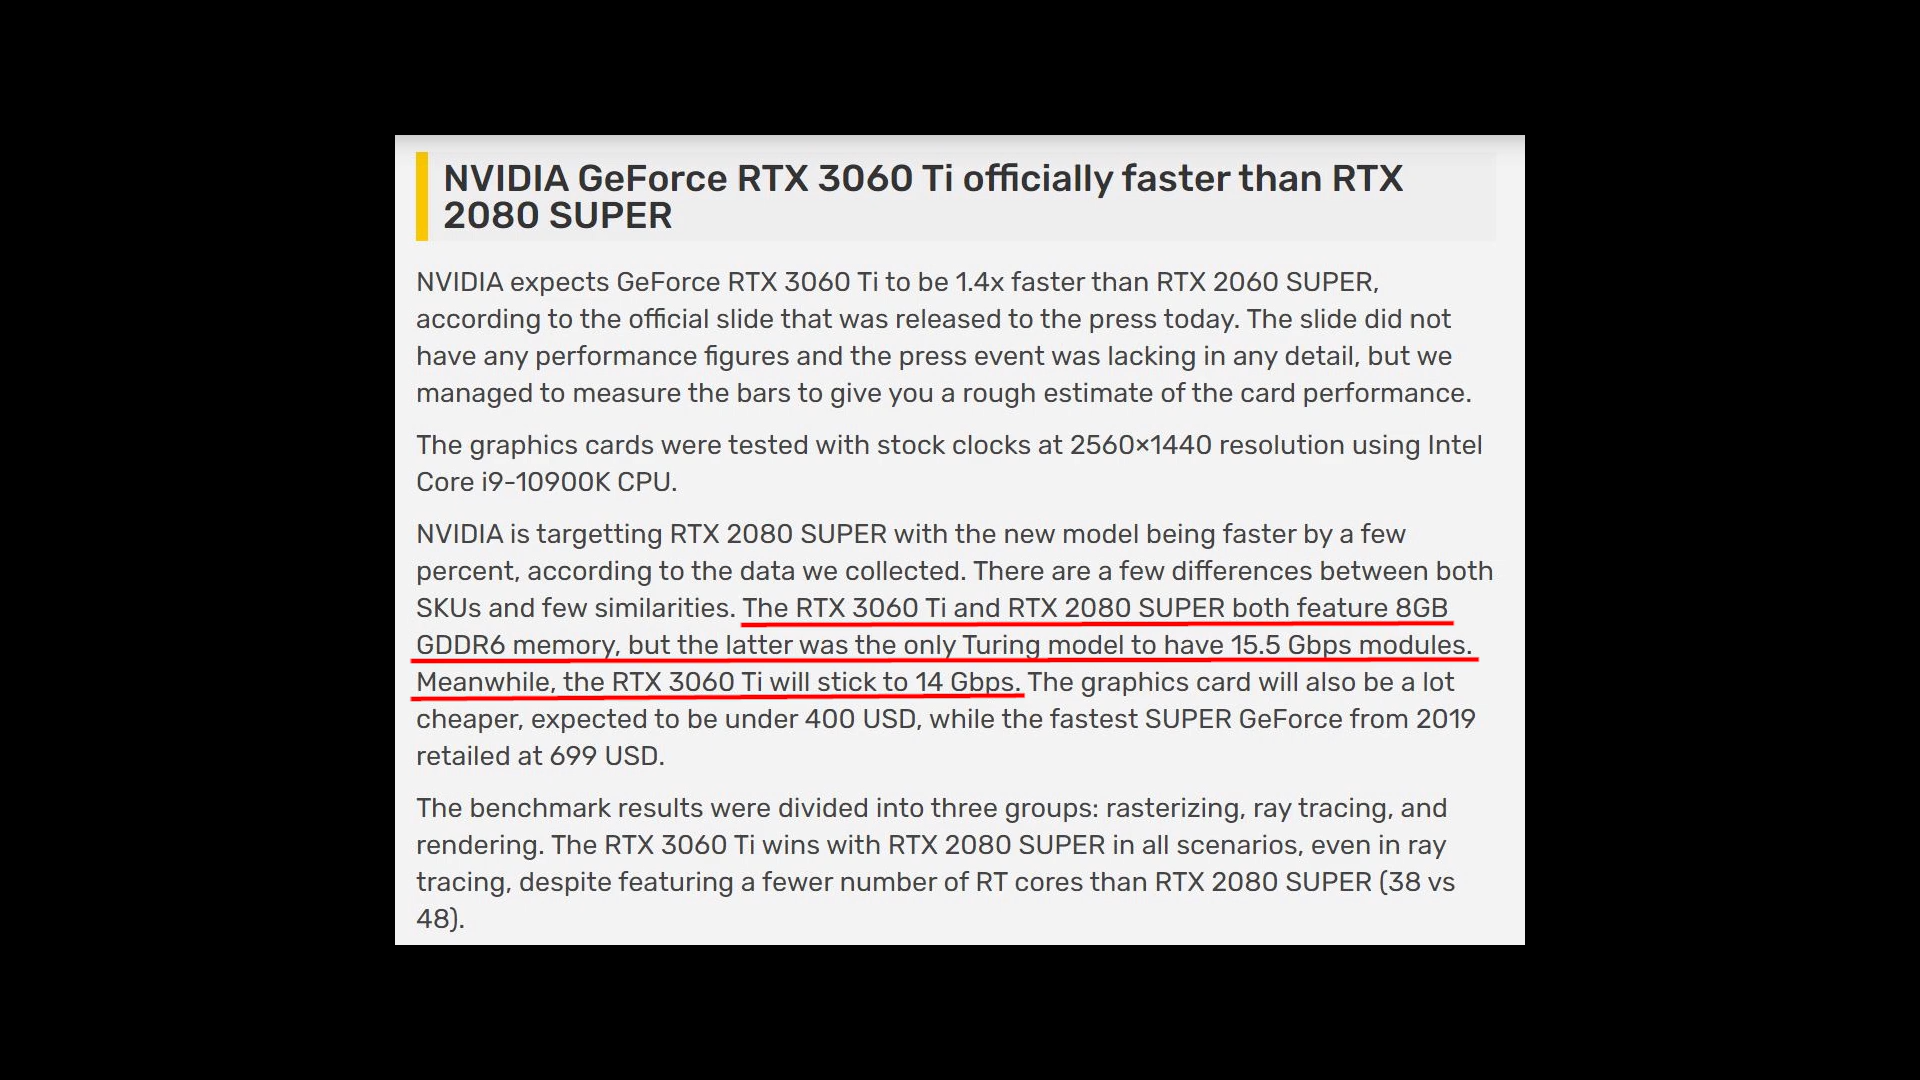 NVIDIA GeForce RTX 3060 Ti officially faster than RTX
2080 SUPER
NVIDIA expects GeForce RTX 3060 Ti to be 1.4x faster than RTX 2060 SUPER,
according to the official slide that was released to the press today. The slide did not
have any performance figures and the press event was lacking in any detail, but we
managed to measure the bars to give you a rough estimate of the card performance.
The graphics cards were tested with stock clocks at 2560×1440 resolution using Intel
Core i9-10900K CPU.
NVIDIA is targetting RTX 2080 SUPER with the new model being faster by a few
percent, according to the data we collected. There are a few differences between both
SKUs and few similarities. The RTX 3060 Ti and RTX 2080 SUPER both feature 8GB
GDDR6 memory, but the latter was the only Turing model to have 15.5 Gbps modules.
Meanwhile, the RTX 3060 Ti will stick to 14 Gbps. The graphics card will also be a lot
cheaper, expected to be under 400 USD, while the fastest SUPER GeForce from 2019
retailed at 699 USD.
The benchmark results were divided into three groups: rasterizing, ray tracing, and
rendering. The RTX 3060 Ti wins with RTX 2080 SUPER in all scenarios, even in ray
tracing, despite featuring a fewer number of RT cores than RTX 2080 SUPER (38 vs
48).